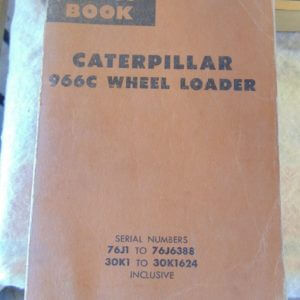 BOOK
CATERPILLAR
966C WHEEL LOADER
SERIAL NUMBERS
76J1 TO 76J6388
30K1 TO 30K1624
INCLUSIVE